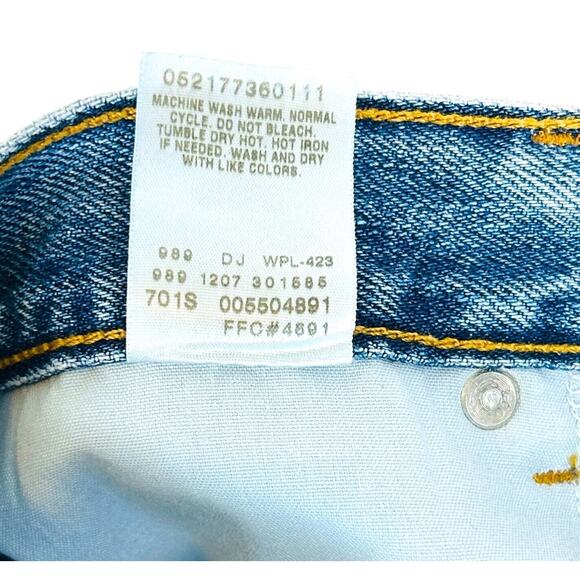 052177360111
MACHINE WASH WARM. NORMAL
CYCLE. DO NOT BLEACH.
TUMBLE DRY HOT. HOT IRON
IF NEEDED. WASH AND DRY
WITH LIKE COLORS.
989 DJ WPL-423
989 1207 301585
701S 005504891
FFC#4891